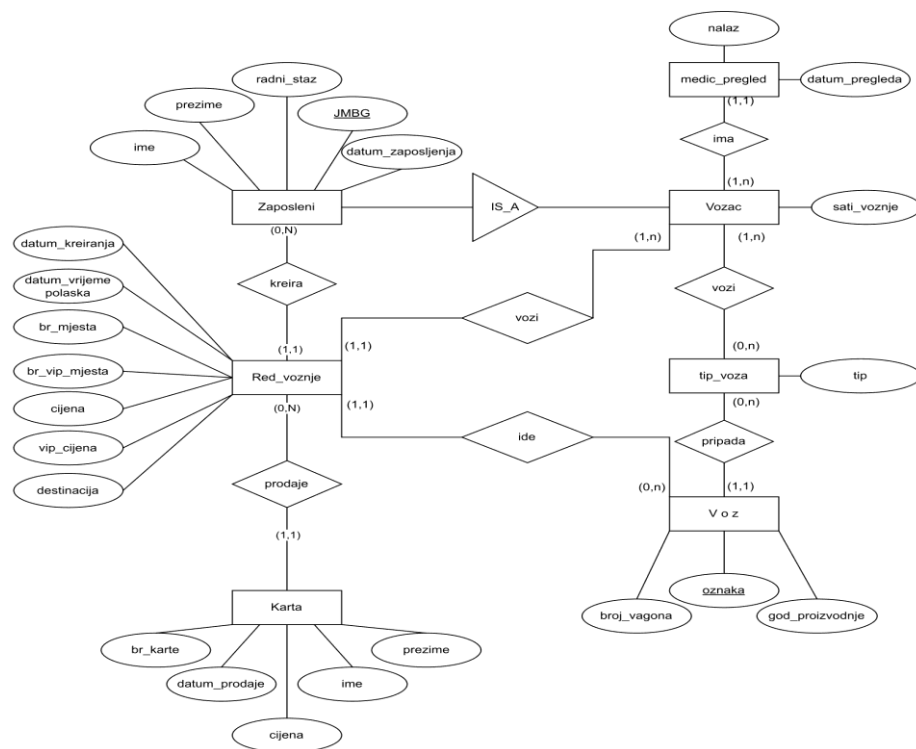 nalaz
radni_staz
medic_pregled
datum_pregleda
prezime
JMBG
(1,1)
ime
ima
datum_zaposljenja
(1,n)
Zaposleni
IS_A
Vozac
sati_voznje
(0,N)
(1,n)
(1,n)
datum_kreiranja
kreira
datum_vrijeme
polaska
vozi
vozi
br_mjesta
(1,1)
(1,1)
(0,n)
br_vip_mjesta
Red_voznje
tip_voza
tip
(0,N)
(1,1)
(0,n)
cijena
ide
pripada
vip_cijena
prodaje
(0,n)
(1,1)
destinacija
V o z
(1,1)
oznaka
Karta
broj_vagona
god_proizvodnje
br_karte
prezime
datum_prodaje
ime
cijena